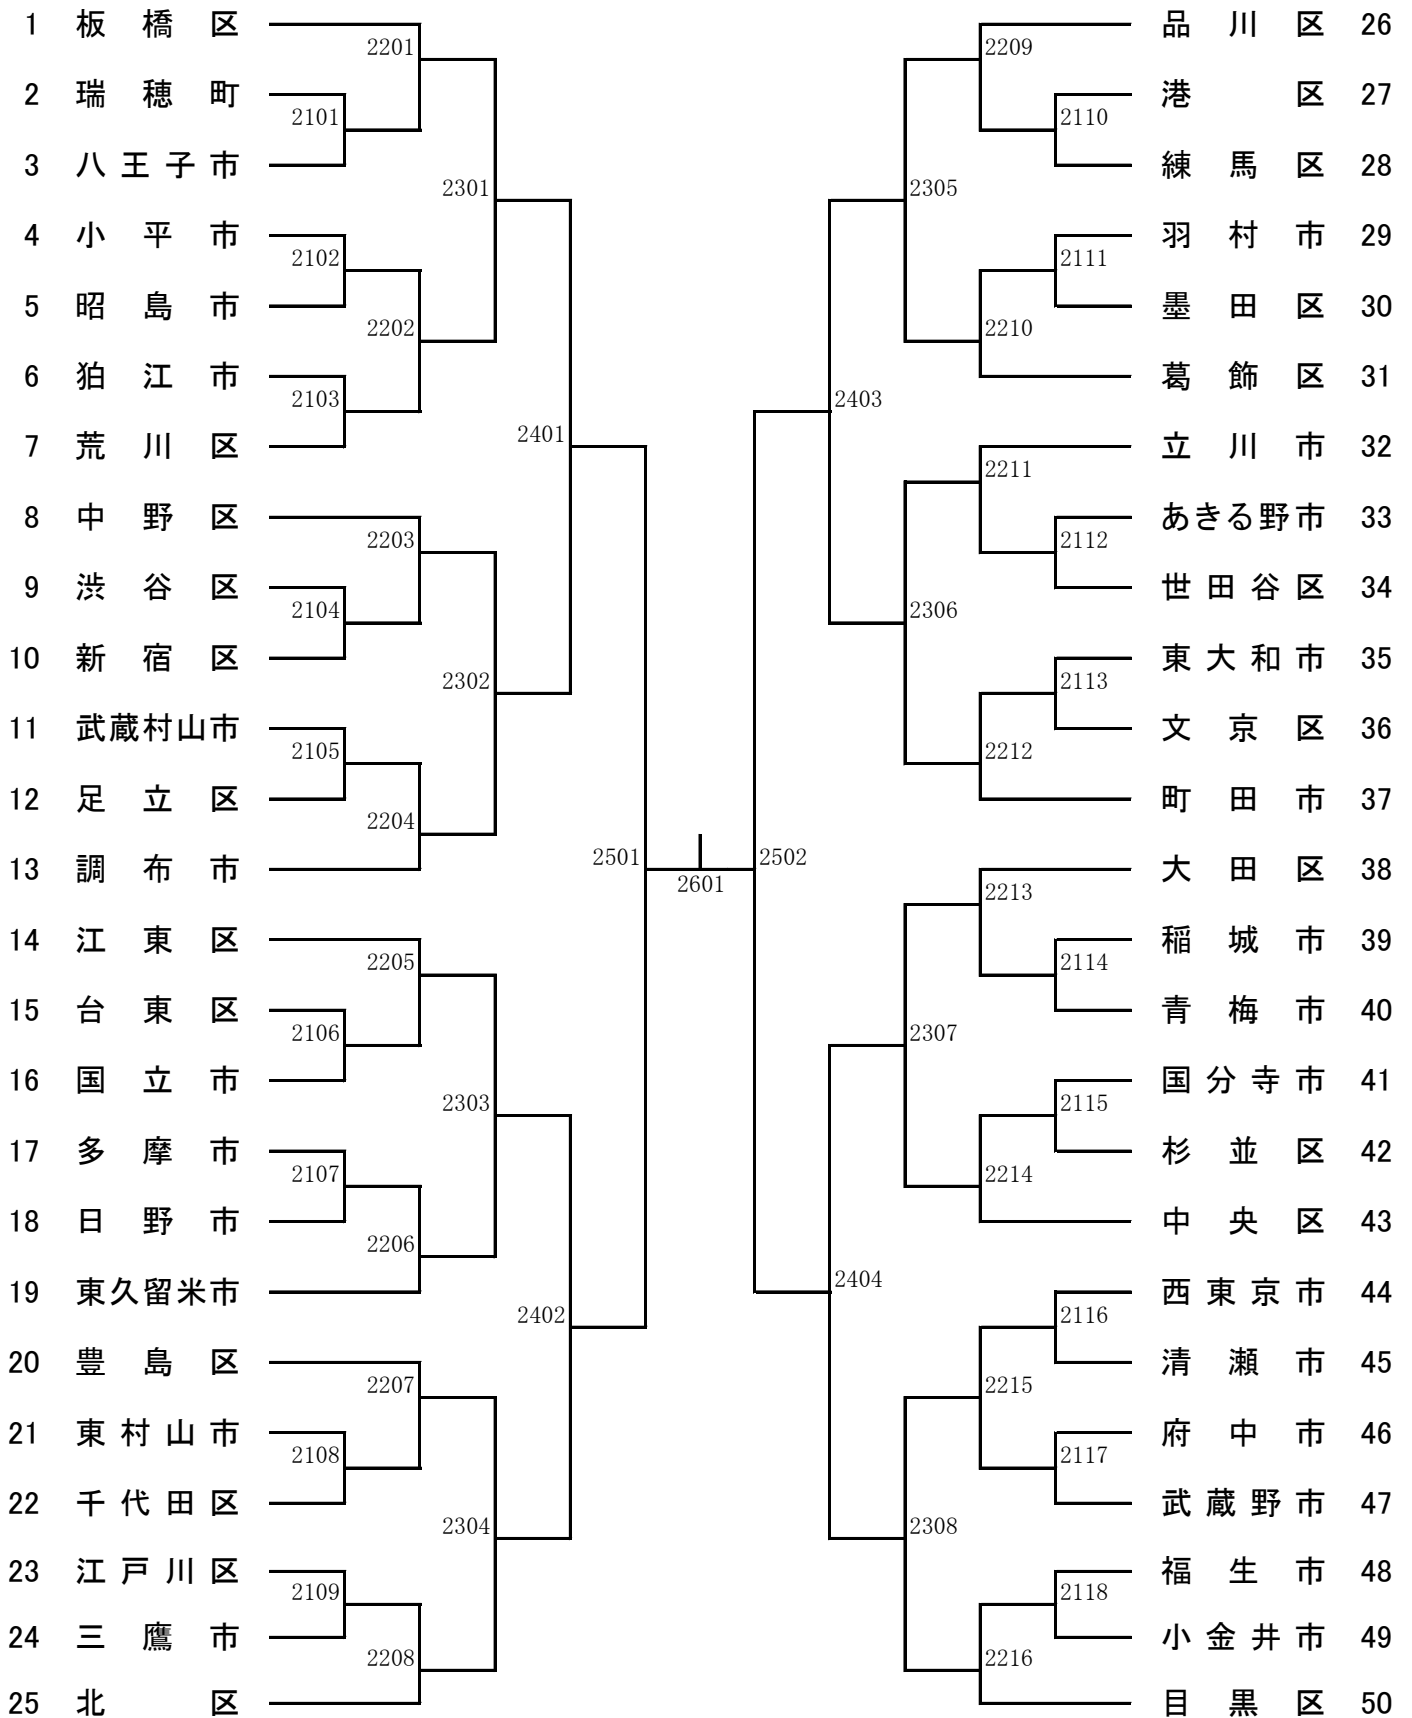 1 板橋区
2201
2 瑞穂町
2101
3 八王子市
2301
4 小平市
2102
5 昭島市
2202
6 狛江市
2103
7 荒川区
2401
8 中野区
2203
9 渋谷区
2104
10 新宿区
2302
11 武蔵村山市
2105
12 足立区
2204
13 調布市
2501
14 江東区
2205
15 台東区
2106
16 国立市
2303
17 多摩市
2107
18 日野市
2206
19 東久留米市
2402
20 豊島区
2207
21 東村山市
2108
22 千代田区
2304
23 江戸川区
2109
24 三鷹市
2208
25 北区
2601
品川区 26
2209
港区 27
2110
練馬区 28
2305
羽村市 29
2111
墨田区 30
2210
葛飾区 31
2403
立川市 32
2211
あきる野市 33
2112
世田谷区 34
2306
東大和市 35
2113
文京区 36
2212
町田市 37
2502
大田区 38
2213
稲城市 39
2114
青梅市 40
2307
国分寺市 41
2115
杉並区 42
2214
中央区 43
2404
西東京市 44
2116
清瀬市 45
2215
府中市 46
2117
武蔵野市 47
2308
福生市 48
2118
小金井市 49
2216
目黒区 50